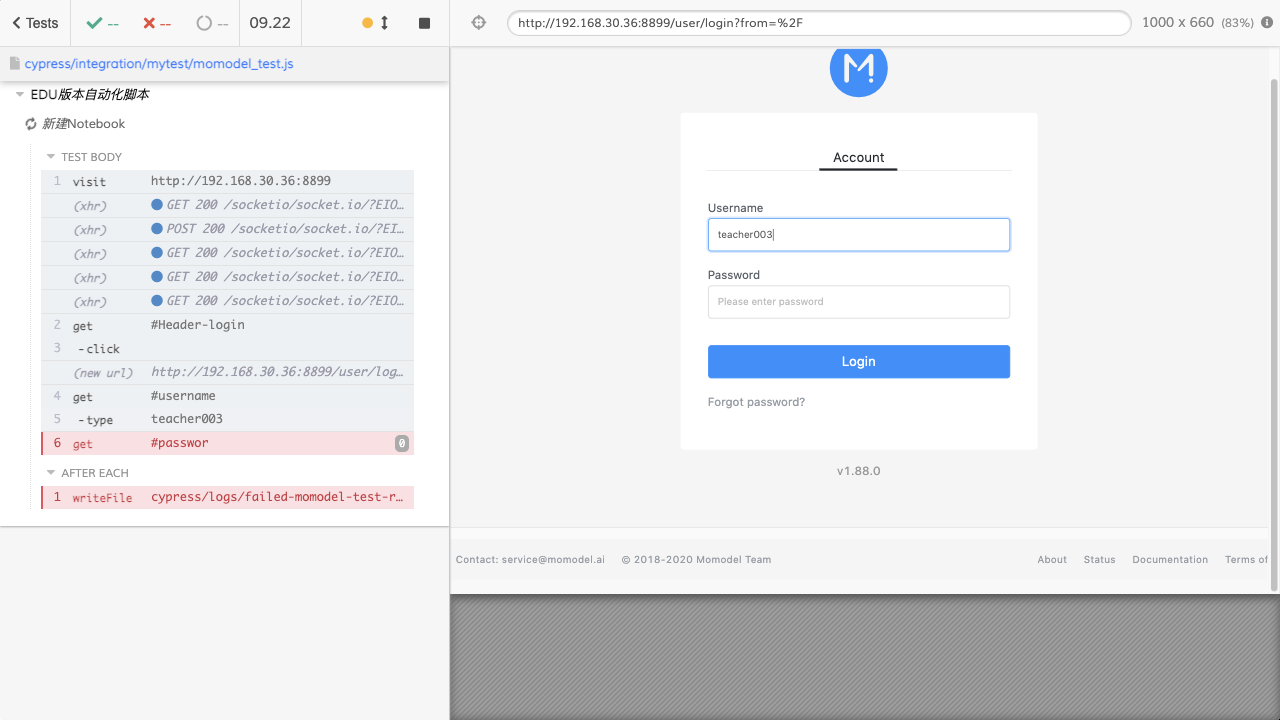 Tests
--
--
--
09.22
http://192.168.30.36:8899/user/login?from=%2F
1000 x 660 (83%)
cypress/integration/mytest/momodel_test.js
EDU版本自动化脚本
新建Notebook
TEST BODY
1 visit http://192.168.30.36:8899
(xhr) GET 200 /socketio/socket.io/?EIO…
(xhr) POST 200 /socketio/socket.io/?EI…
(xhr) GET 200 /socketio/socket.io/?EIO…
(xhr) GET 200 /socketio/socket.io/?EIO…
(xhr) GET 200 /socketio/socket.io/?EIO…
2 get #Header-login
3 -click
(new url) http://192.168.30.36:8899/user/log…
4 get #username
5 -type teacher003
6 get #passwor 0
AFTER EACH
1 writeFile cypress/logs/failed-momodel-test-r…
M!
Account
Username
teacher003
Password
Please enter password
Login
Forgot password?
v1.88.0
Contact: service@momodel.ai © 2018-2020 Momodel Team About Status Documentation Terms of